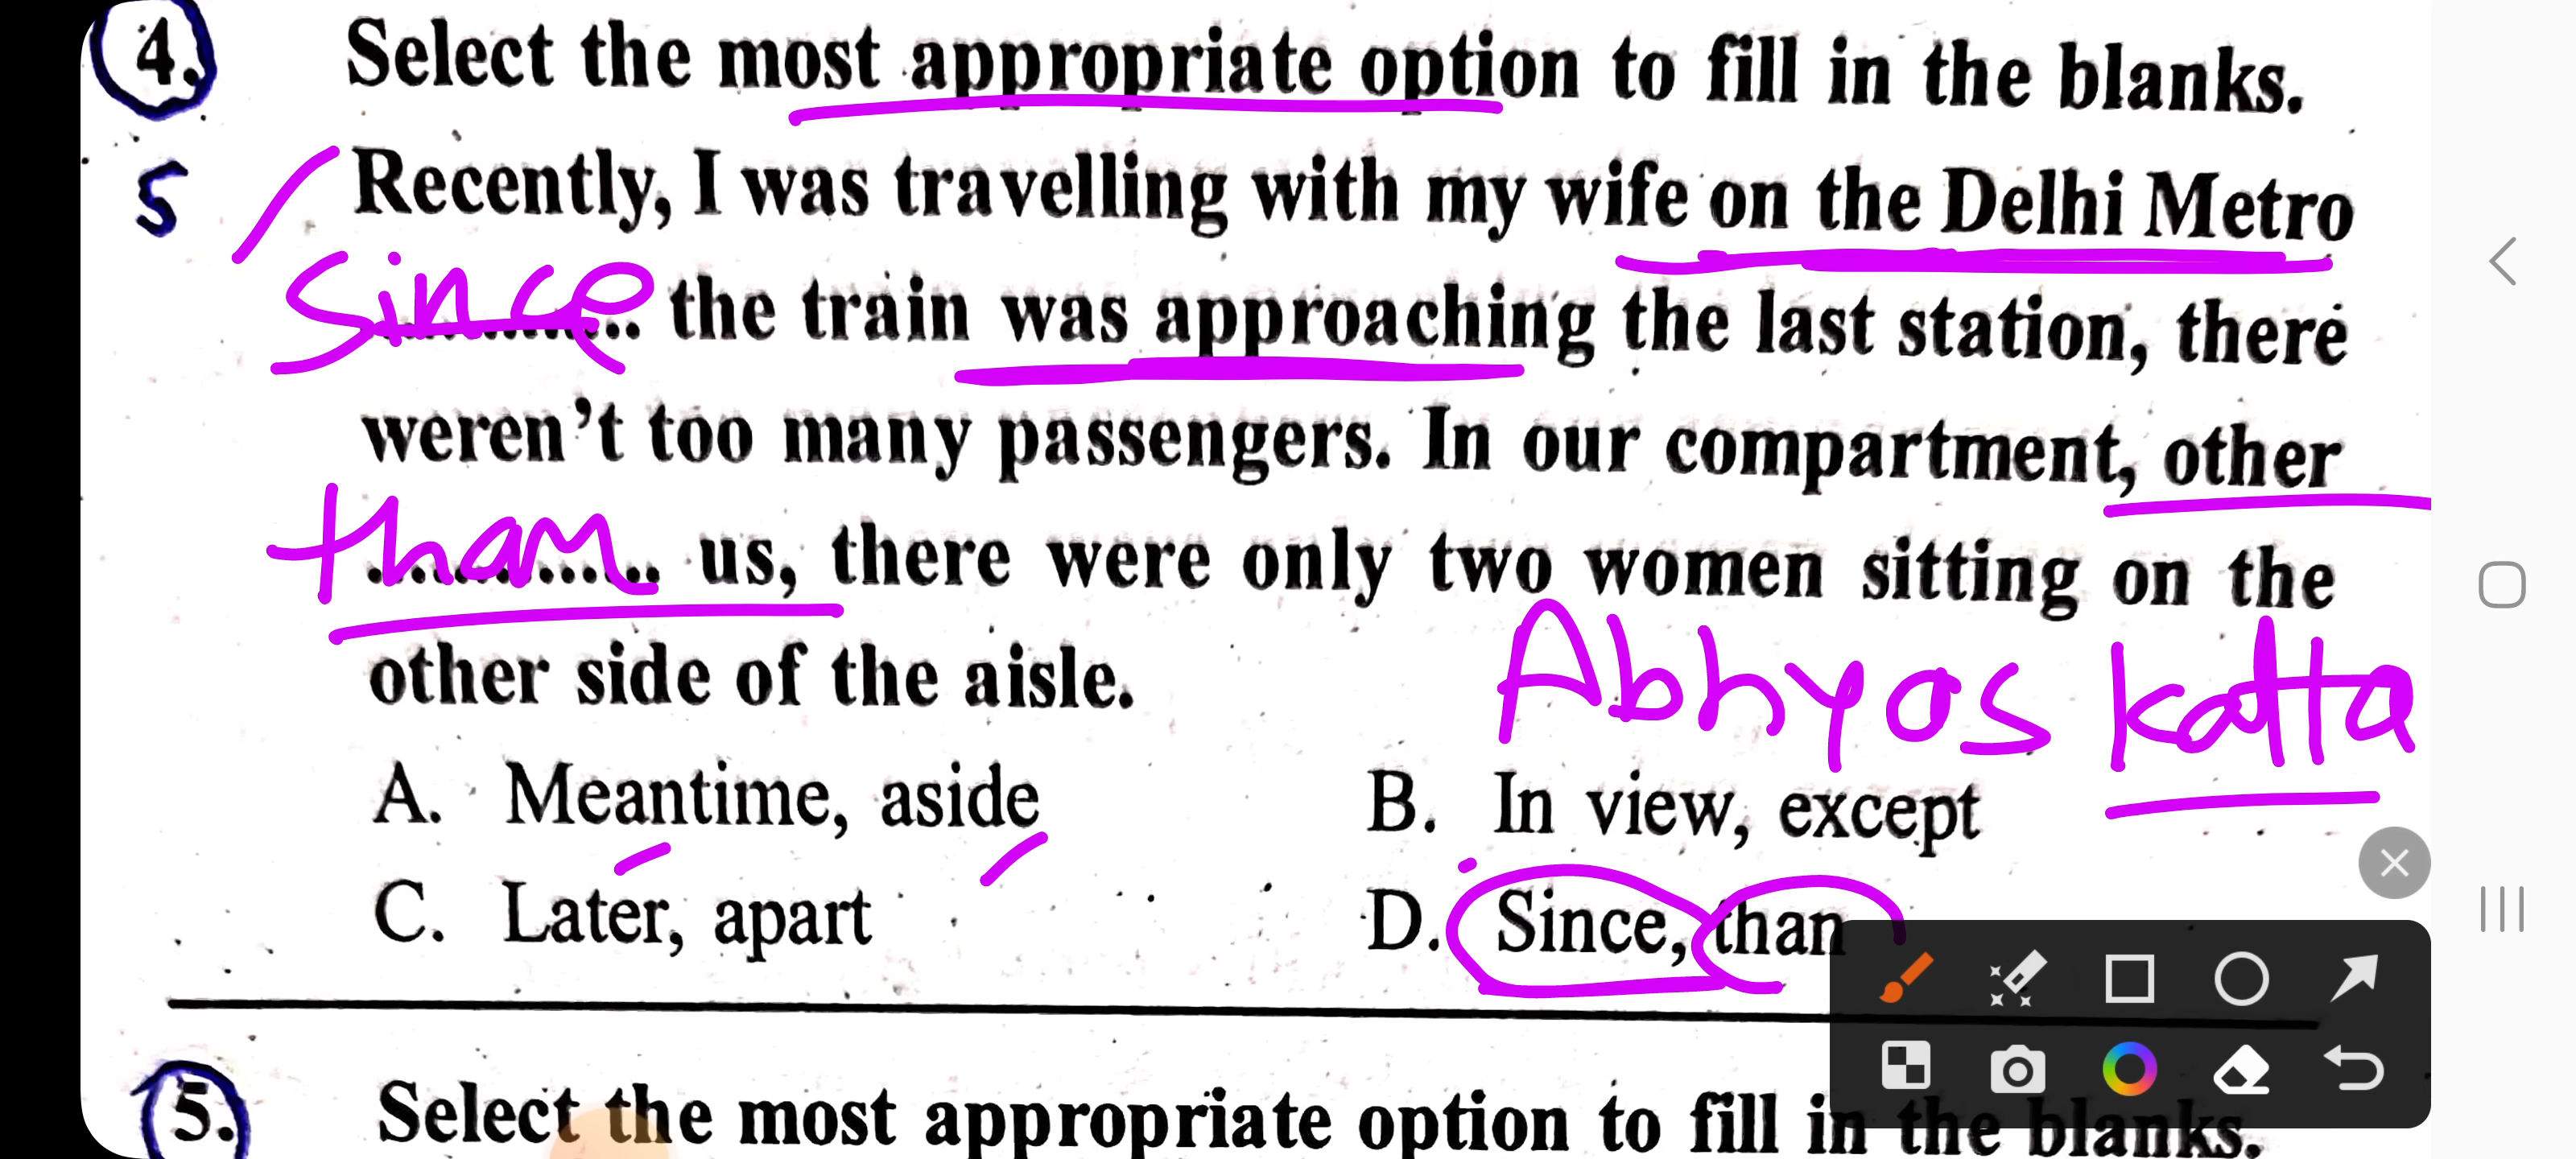 4. Select the most appropriate option to fill in the blanks.
5 Recently, I was travelling with my wife on the Delhi Metro
since ............ the train was approaching the last station, there
weren't too many passengers. In our compartment, other
than ............ us, there were only two women sitting on the
other side of the aisle.
Abhyas katta
A. Meantime, aside B. In view, except
C. Later, apart D. Since, than
5. Select the most appropriate option to fill in the blanks.